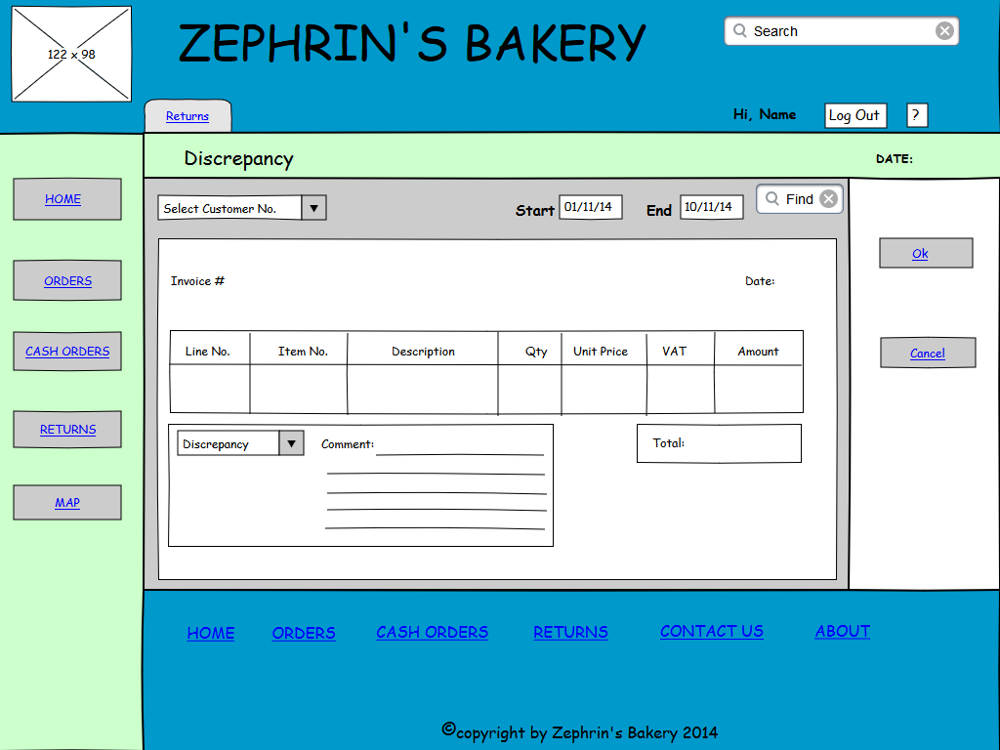 ZEPHRIN'S BAKERY
Search
122 x 98
Returns
Hi, Name
Log Out
?
Discrepancy
DATE:
HOME
ORDERS
CASH ORDERS
RETURNS
MAP
Select Customer No.
Start 01/11/14
End 10/11/14
Find
Ok
Cancel
Invoice #
Date:
Line No. Item No. Description Qty Unit Price VAT Amount
Discrepancy
Comment:
Total:
HOME ORDERS CASH ORDERS RETURNS CONTACT US ABOUT
©copyright by Zephrin's Bakery 2014